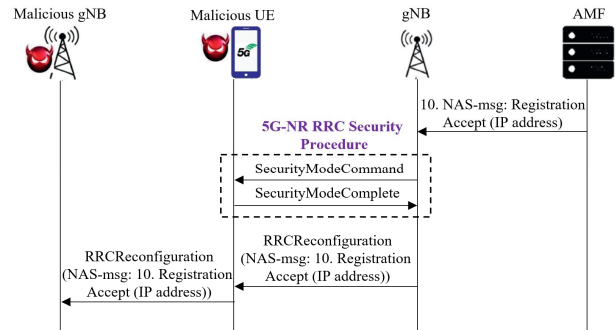 Malicious gNB
Malicious UE
gNB
AMF
5G
10. NAS-msg: Registration
Accept (IP address)
5G-NR RRC Security
Procedure
SecurityModeCommand
SecurityModeComplete
RRCReconfiguration
(NAS-msg: 10. Registration
Accept (IP address))
RRCReconfiguration
(NAS-msg: 10. Registration
Accept (IP address))